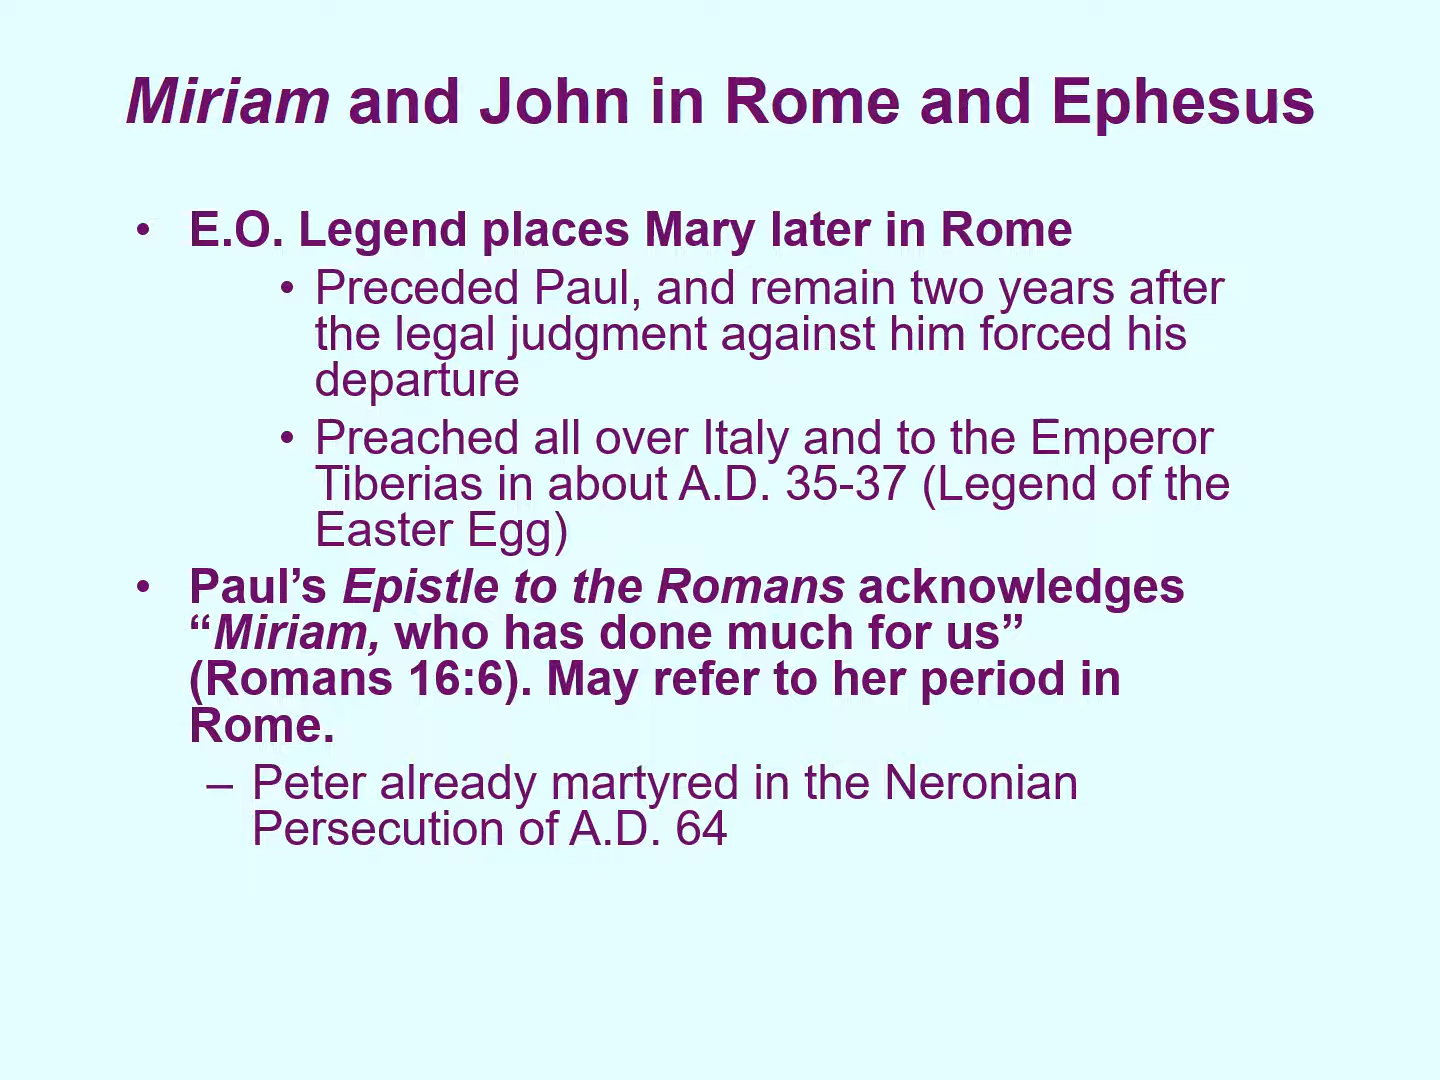 Miriam and John in Rome and Ephesus
• E.O. Legend places Mary later in Rome
• Preceded Paul, and remain two years after
the legal judgment against him forced his
departure
• Preached all over Italy and to the Emperor
Tiberias in about A.D. 35-37 (Legend of the
Easter Egg)
• Paul’s Epistle to the Romans acknowledges
“Miriam, who has done much for us”
(Romans 16:6). May refer to her period in
Rome.
– Peter already martyred in the Neronian
Persecution of A.D. 64